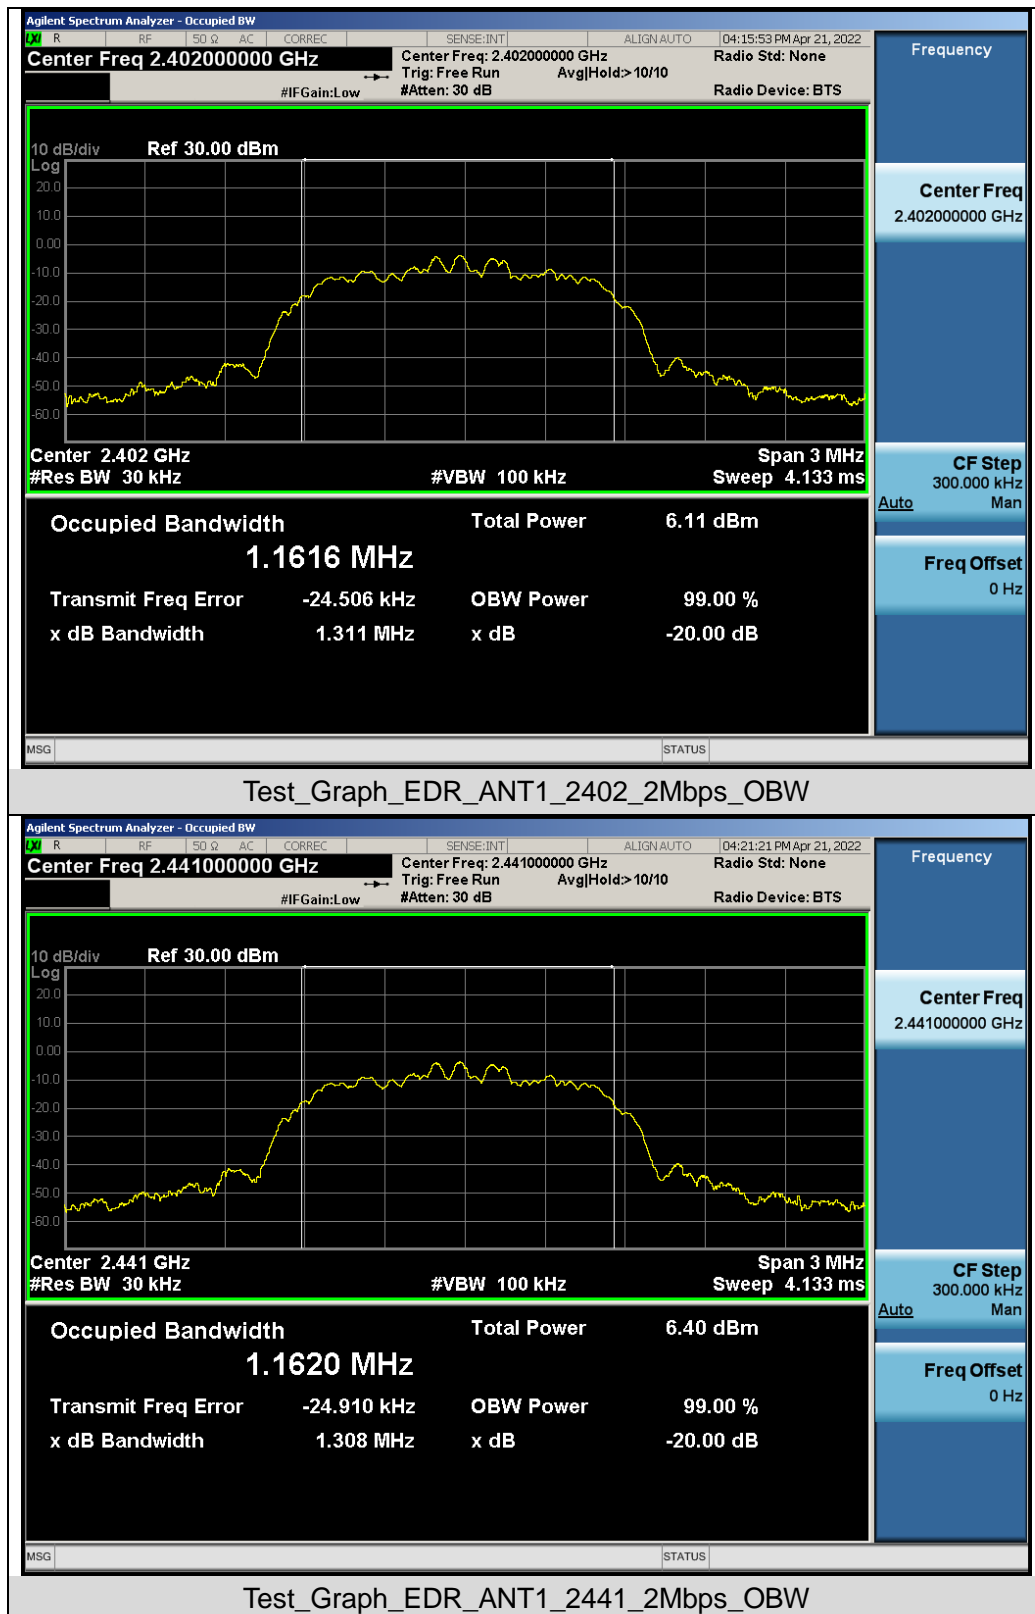 Agilent Spectrum Analyzer - Occupied BW
LXI R RF 50 Ω AC CORREC SENSE:INT ALIGN AUTO 04:15:53 PM Apr 21, 2022
Center Freq 2.402000000 GHz
Center Freq: 2.402000000 GHz
Radio Std: None
Trig: Free Run Avg|Hold:> 10/10
#IFGain:Low
#Atten: 30 dB
Radio Device: BTS
Frequency
10 dB/div
Ref 30.00 dBm
Log
20.0
10.0
0.00
-10.0
-20.0
-30.0
-40.0
-50.0
-60.0
Center 2.402 GHz
Span 3 MHz
#Res BW 30 kHz
#VBW 100 kHz
Sweep 4.133 ms
Center Freq
2.402000000 GHz
CF Step
300.000 kHz
Auto Man
Freq Offset
0 Hz
Occupied Bandwidth
1.1616 MHz
Total Power 6.11 dBm
Transmit Freq Error -24.506 kHz
OBW Power 99.00 %
x dB Bandwidth 1.311 MHz
x dB -20.00 dB
MSG STATUS
Test_Graph_EDR_ANT1_2402_2Mbps_OBW
Agilent Spectrum Analyzer - Occupied BW
LXI R RF 50 Ω AC CORREC SENSE:INT ALIGN AUTO 04:21:21 PM Apr 21, 2022
Center Freq 2.441000000 GHz
Center Freq: 2.441000000 GHz
Radio Std: None
Trig: Free Run Avg|Hold:> 10/10
#IFGain:Low
#Atten: 30 dB
Radio Device: BTS
Frequency
10 dB/div
Ref 30.00 dBm
Log
20.0
10.0
0.00
-10.0
-20.0
-30.0
-40.0
-50.0
-60.0
Center 2.441 GHz
Span 3 MHz
#Res BW 30 kHz
#VBW 100 kHz
Sweep 4.133 ms
Center Freq
2.441000000 GHz
CF Step
300.000 kHz
Auto Man
Freq Offset
0 Hz
Occupied Bandwidth
1.1620 MHz
Total Power 6.40 dBm
Transmit Freq Error -24.910 kHz
OBW Power 99.00 %
x dB Bandwidth 1.308 MHz
x dB -20.00 dB
MSG STATUS
Test_Graph_EDR_ANT1_2441_2Mbps_OBW